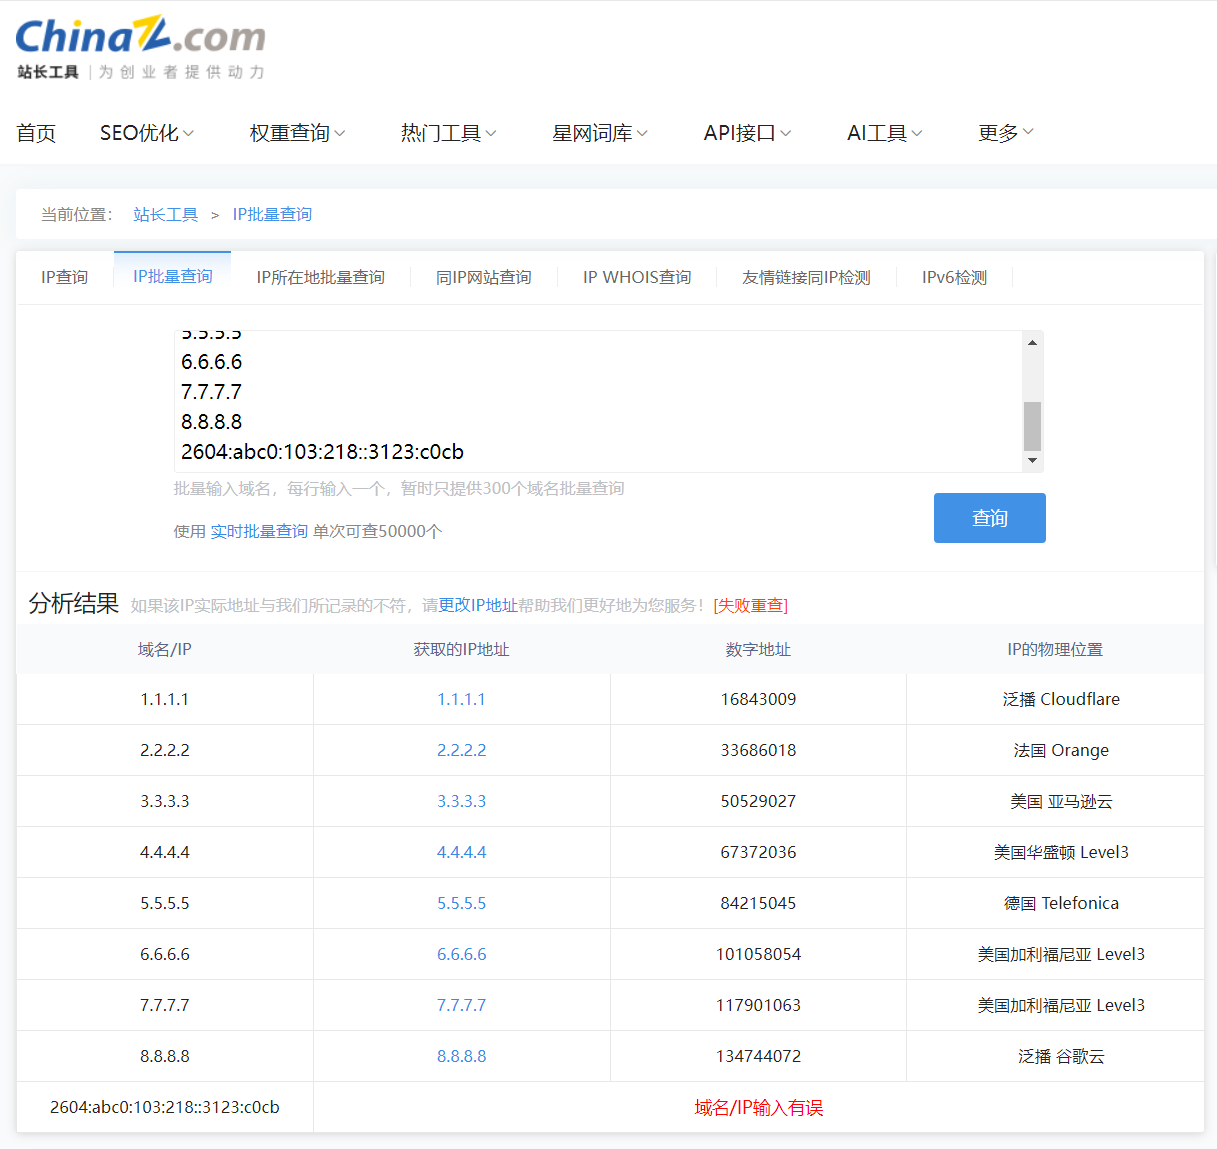 ChinaZ.com
站长工具 | 为创业者提供动力
首页 SEO优化 权重查询 热门工具 星网词库 API接口 AI工具 更多
当前位置： 站长工具 > IP批量查询
IP查询 IP批量查询 IP所在地批量查询 同IP网站查询 IP WHOIS查询 友情链接同IP检测 IPv6检测
5.5.5.5
6.6.6.6
7.7.7.7
8.8.8.8
2604:abc0:103:218::3123:c0cb
批量输入域名，每行输入一个，暂时只提供300个域名批量查询
使用 实时批量查询 单次可查50000个
查询
分析结果 如果该IP实际地址与我们所记录的不符，请更改IP地址帮助我们更好地为您服务！[失败重查]
域名/IP 获取的IP地址 数字地址 IP的物理位置
1.1.1.1 1.1.1.1 16843009 泛播 Cloudflare
2.2.2.2 2.2.2.2 33686018 法国 Orange
3.3.3.3 3.3.3.3 50529027 美国 亚马逊云
4.4.4.4 4.4.4.4 67372036 美国华盛顿 Level3
5.5.5.5 5.5.5.5 84215045 德国 Telefonica
6.6.6.6 6.6.6.6 101058054 美国加利福尼亚 Level3
7.7.7.7 7.7.7.7 117901063 美国加利福尼亚 Level3
8.8.8.8 8.8.8.8 134744072 泛播 谷歌云
2604:abc0:103:218::3123:c0cb 域名/IP输入有误